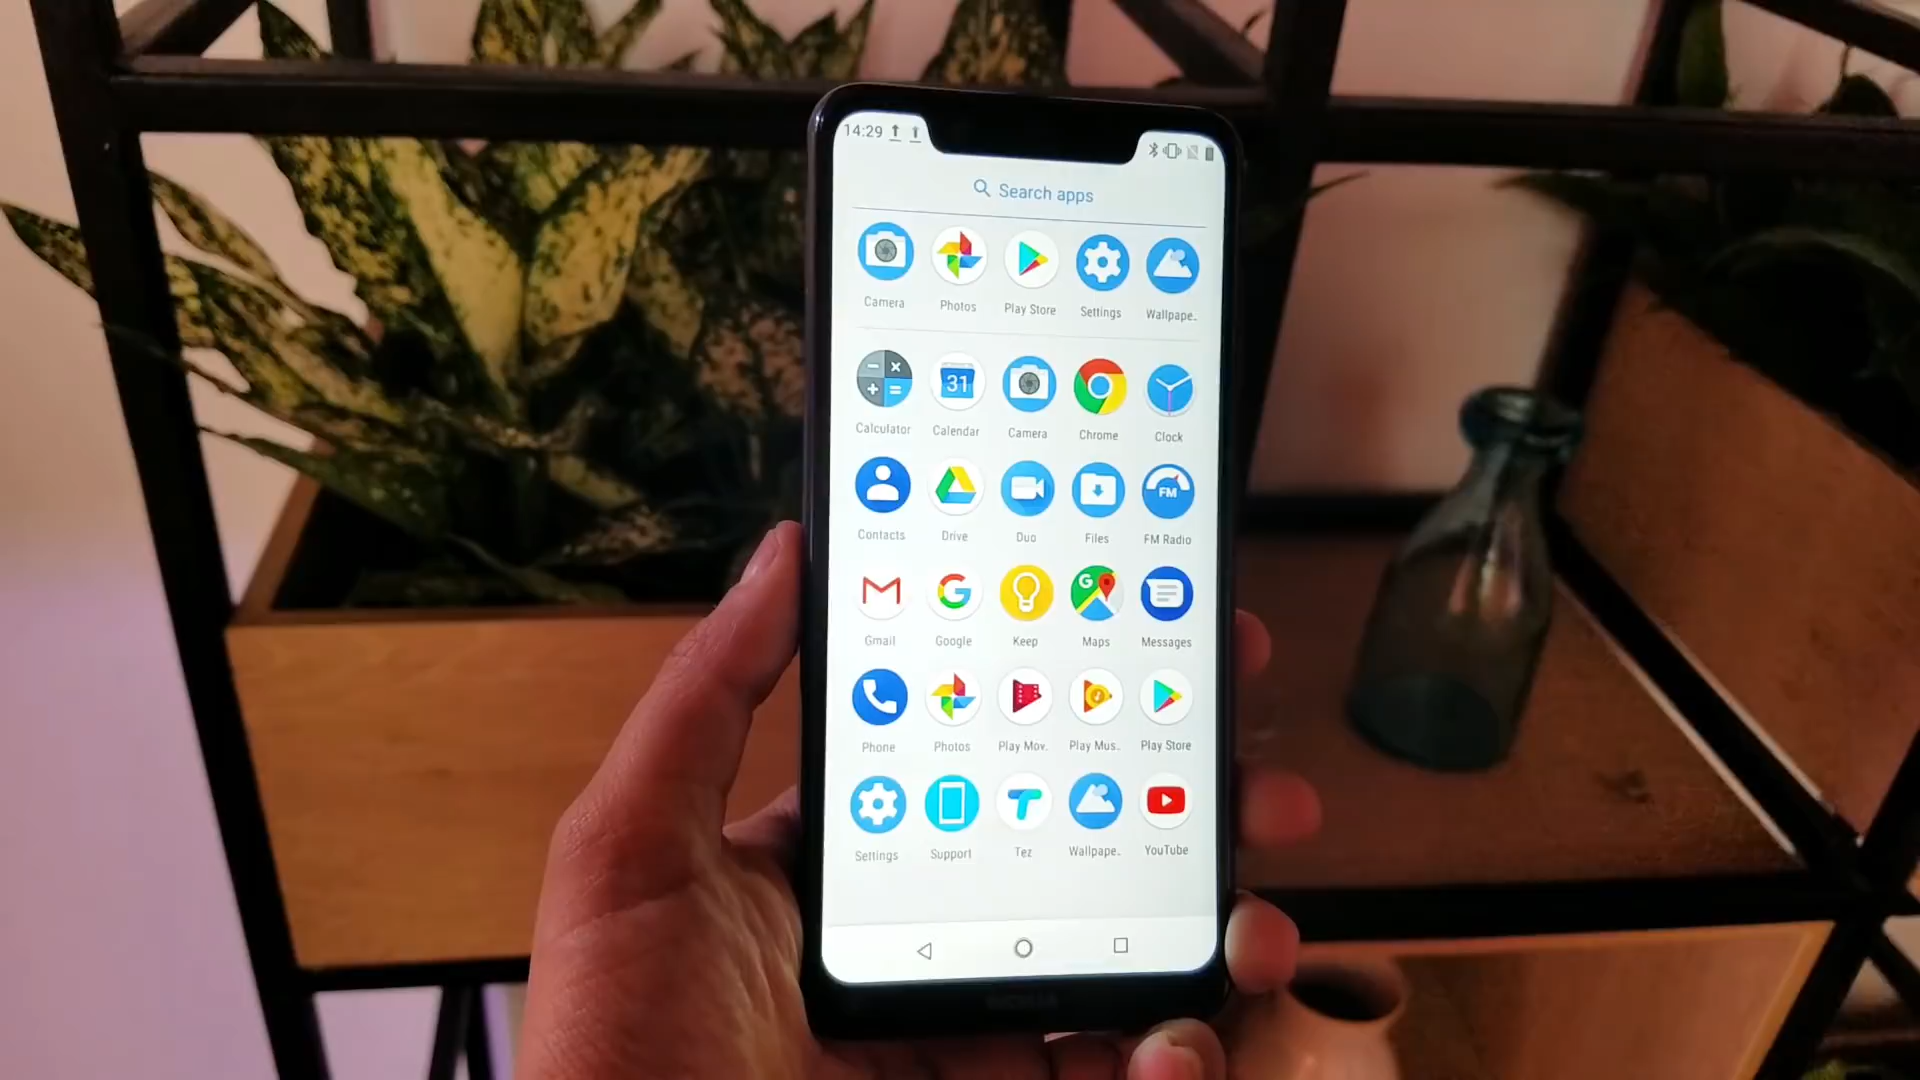 14:29
Search apps
Camera Photos Play Store Settings Wallpape..
31
Calculator Calendar Camera Chrome Clock
FM
Contacts Drive Duo Files FM Radio
G
Gmail Google Keep Maps Messages
Phone Photos Play Mov.. Play Mus.. Play Store
Settings Support Tez Wallpape.. YouTube
NOKIA